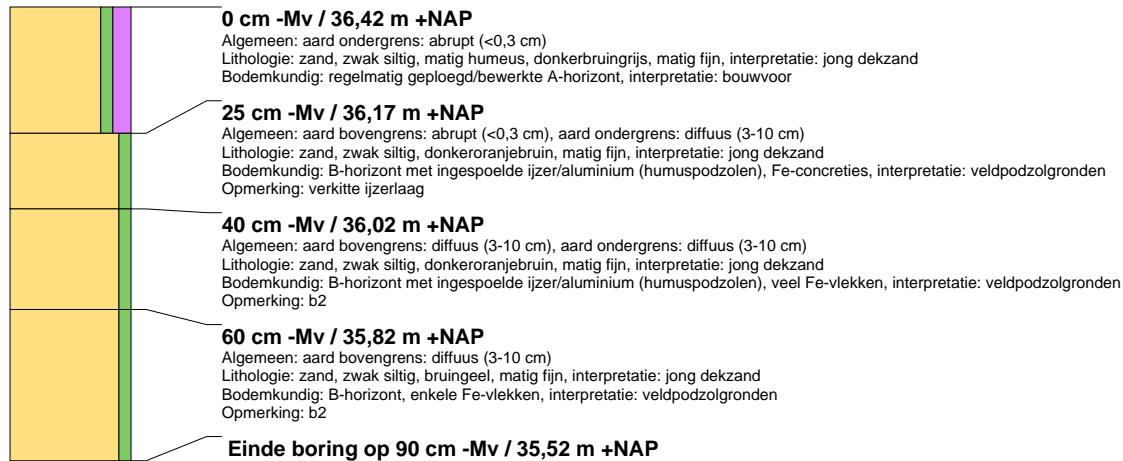 0 cm -Mv / 36,42 m +NAP
Algemeen: aard ondergrens: abrupt (<0,3 cm)
Lithologie: zand, zwak siltig, matig humeus, donkerbruingrijs, matig fijn, interpretatie: jong dekzand
Bodemkundig: regelmatig geploegd/bewerkte A-horizont, interpretatie: bouwvoor
25 cm -Mv / 36,17 m +NAP
Algemeen: aard bovengrens: abrupt (<0,3 cm), aard ondergrens: diffuus (3-10 cm)
Lithologie: zand, zwak siltig, donkeroranjebruin, matig fijn, interpretatie: jong dekzand
Bodemkundig: B-horizont met ingespoelde ijzer/aluminium (humuspodzolen), Fe-concreties, interpretatie: veldpodzolgronden
Opmerking: verkitte ijzerlaag
40 cm -Mv / 36,02 m +NAP
Algemeen: aard bovengrens: diffuus (3-10 cm), aard ondergrens: diffuus (3-10 cm)
Lithologie: zand, zwak siltig, donkeroranjebruin, matig fijn, interpretatie: jong dekzand
Bodemkundig: B-horizont met ingespoelde ijzer/aluminium (humuspodzolen), veel Fe-vlekken, interpretatie: veldpodzolgronden
Opmerking: b2
60 cm -Mv / 35,82 m +NAP
Algemeen: aard bovengrens: diffuus (3-10 cm)
Lithologie: zand, zwak siltig, bruingeel, matig fijn, interpretatie: jong dekzand
Bodemkundig: B-horizont, enkele Fe-vlekken, interpretatie: veldpodzolgronden
Opmerking: b2
Einde boring op 90 cm -Mv / 35,52 m +NAP